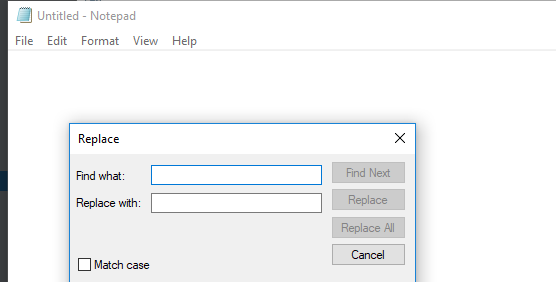 Untitled - Notepad
File Edit Format View Help
Replace
Find what: Find Next
Replace with: Replace
Replace All
Cancel
Match case